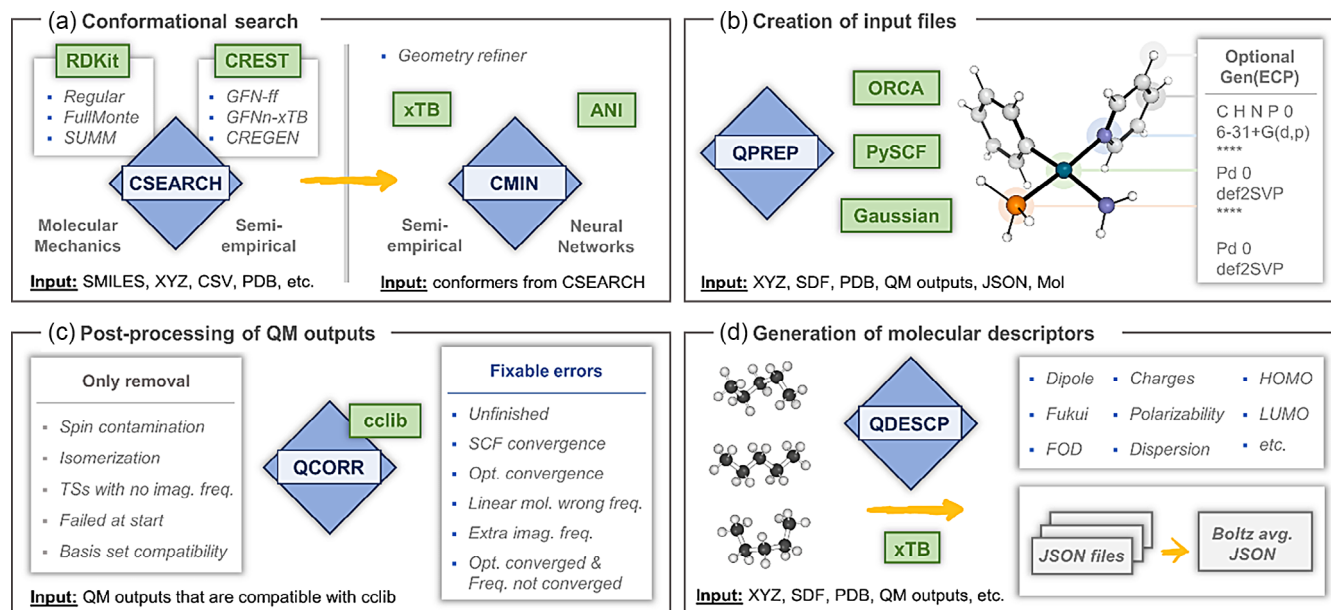 (a) Conformational search
RDKit
Regular
FullMonte
SUMM
CREST
GFN-ff
GFNn-xTB
CREGEN
CSEARCH
Molecular
Mechanics
Semi-
empirical
Input: SMILES, XYZ, CSV, PDB, etc.
Geometry refiner
xTB
ANI
CMIN
Semi-
empirical
Neural
Networks
Input: conformers from CSEARCH
(b) Creation of input files
QPREP
ORCA
PySCF
Gaussian
Optional
Gen(ECP)
C H N P 0
6-31+G(d,p)
****
Pd 0
def2SVP
****
Pd 0
def2SVP
Input: XYZ, SDF, PDB, QM outputs, JSON, Mol
(c) Post-processing of QM outputs
Only removal
Spin contamination
Isomerization
TSs with no imag. freq.
Failed at start
Basis set compatibility
cclib
QCORR
Fixable errors
Unfinished
SCF convergence
Opt. convergence
Linear mol. wrong freq.
Extra imag. freq.
Opt. converged &
Freq. not converged
Input: QM outputs that are compatible with cclib
(d) Generation of molecular descriptors
QDESCP
xTB
Dipole
Charges
HOMO
Fukui
Polarizability
LUMO
FOD
Dispersion
etc.
JSON files
Boltz avg.
JSON
Input: XYZ, SDF, PDB, QM outputs, etc.